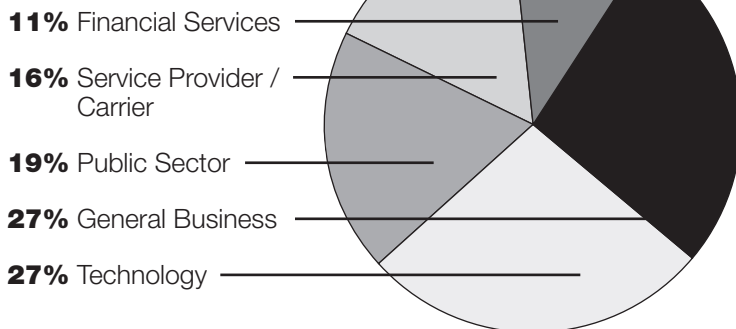 11% Financial Services
16% Service Provider /
Carrier
19% Public Sector
27% General Business
27% Technology